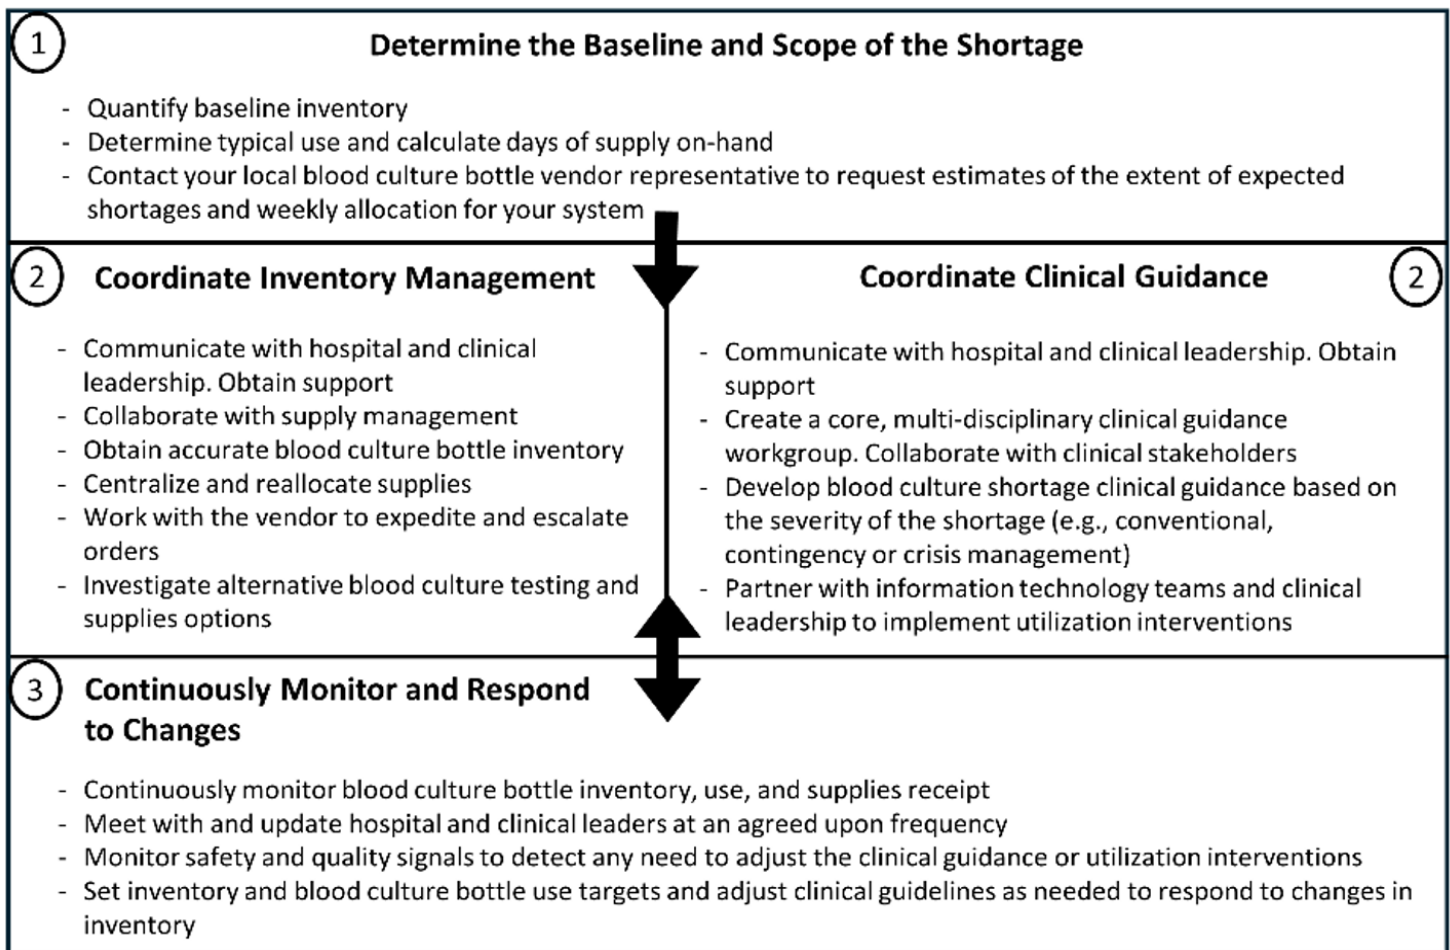 1
Determine the Baseline and Scope of the Shortage
- Quantify baseline inventory
- Determine typical use and calculate days of supply on-hand
- Contact your local blood culture bottle vendor representative to request estimates of the extent of expected
shortages and weekly allocation for your system
2
Coordinate Inventory Management
- Communicate with hospital and clinical
leadership. Obtain support
- Collaborate with supply management
- Obtain accurate blood culture bottle inventory
- Centralize and reallocate supplies
- Work with the vendor to expedite and escalate
orders
- Investigate alternative blood culture testing and
supplies options
Coordinate Clinical Guidance
2
- Communicate with hospital and clinical leadership. Obtain
support
- Create a core, multi-disciplinary clinical guidance
workgroup. Collaborate with clinical stakeholders
- Develop blood culture shortage clinical guidance based on
the severity of the shortage (e.g., conventional,
contingency or crisis management)
- Partner with information technology teams and clinical
leadership to implement utilization interventions
3
Continuously Monitor and Respond
to Changes
- Continuously monitor blood culture bottle inventory, use, and supplies receipt
- Meet with and update hospital and clinical leaders at an agreed upon frequency
- Monitor safety and quality signals to detect any need to adjust the clinical guidance or utilization interventions
- Set inventory and blood culture bottle use targets and adjust clinical guidelines as needed to respond to changes in
inventory